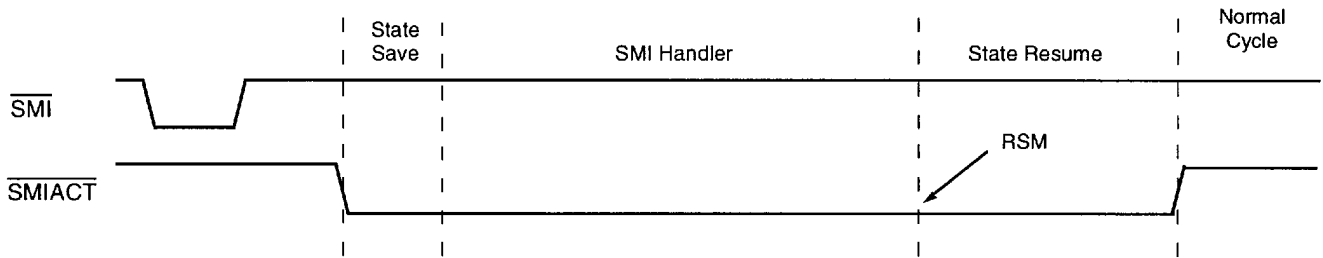 State
Save
SMI Handler
State Resume
Normal
Cycle
SMI
RSM
SMIACT